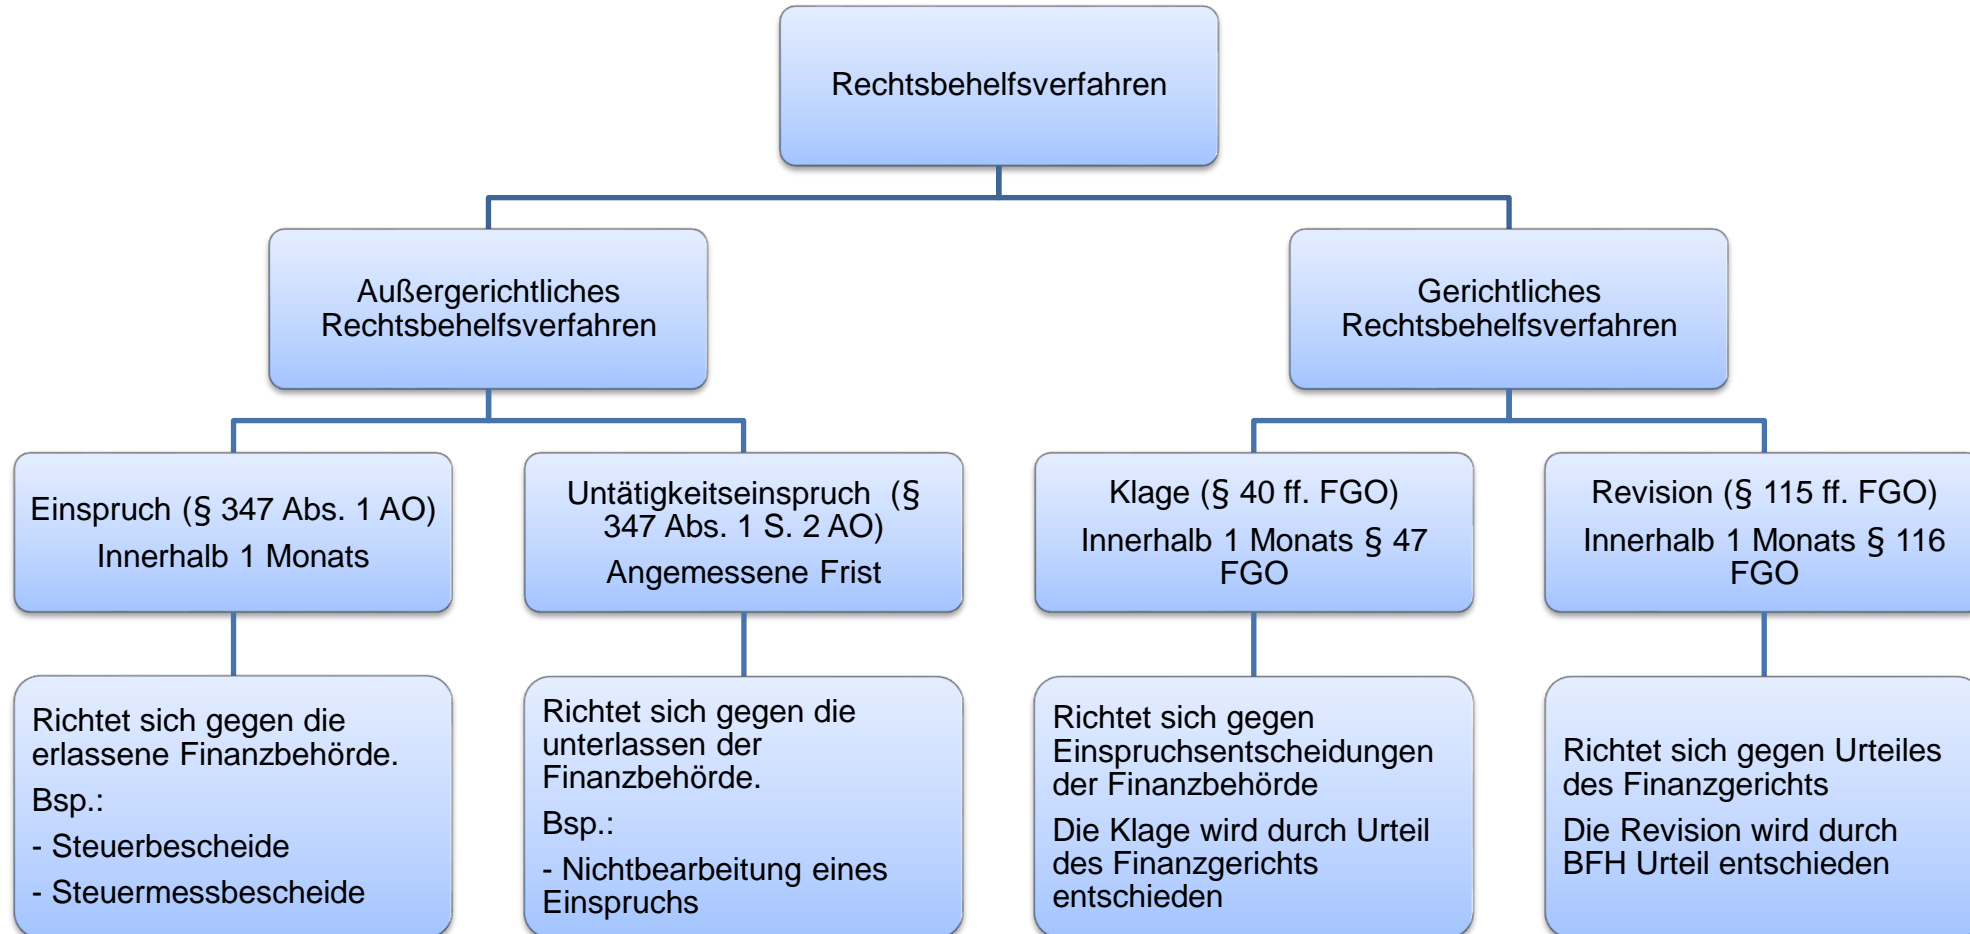 Rechtsbehelfsverfahren
Außergerichtliches
Rechtsbehelfsverfahren
Gerichtliches
Rechtsbehelfsverfahren
Einspruch (§ 347 Abs. 1 AO)
Innerhalb 1 Monats
Untätigkeitseinspruch (§
347 Abs. 1 S. 2 AO)
Angemessene Frist
Klage (§ 40 ff. FGO)
Innerhalb 1 Monats § 47
FGO
Revision (§ 115 ff. FGO)
Innerhalb 1 Monats § 116
FGO
Richtet sich gegen die
erlassene Finanzbehörde.
Bsp.:
- Steuerbescheide
- Steuermessbescheide
Richtet sich gegen die
unterlassen der
Finanzbehörde.
Bsp.:
- Nichtbearbeitung eines
Einspruchs
Richtet sich gegen
Einspruchsentscheidungen
der Finanzbehörde
Die Klage wird durch Urteil
des Finanzgerichts
entschieden
Richtet sich gegen Urteiles
des Finanzgerichts
Die Revision wird durch
BFH Urteil entschieden